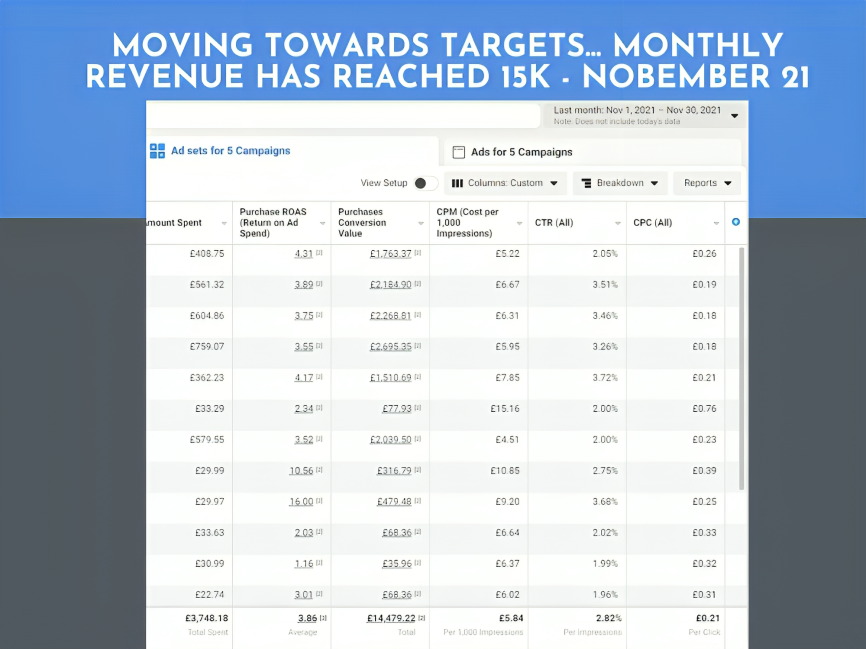 MOVING TOWARDS TARGETS... MONTHLY
REVENUE HAS REACHED 15K - NOBEMBER 21
Last month: Nov 1, 2021 – Nov 30, 2021
Note: Does not include today's data
Ad sets for 5 Campaigns
Ads for 5 Campaigns
View Setup
Columns: Custom
Breakdown
Reports
mount Spent
Purchase ROAS (Return on Ad Spend)
Purchases Conversion Value
CPM (Cost per 1,000 Impressions)
CTR (All)
CPC (All)
£408.75 4.31 [2] £1,763.37 [2] £5.22 2.05% £0.26
£561.32 3.89 [2] £2,184.90 [2] £6.67 3.51% £0.19
£604.86 3.75 [2] £2,268.81 [2] £6.31 3.46% £0.18
£759.07 3.55 [2] £2,695.35 [2] £5.95 3.26% £0.18
£362.23 4.17 [2] £1,510.69 [2] £7.85 3.72% £0.21
£33.29 2.34 [2] £77.93 [2] £15.16 2.00% £0.76
£579.55 3.52 [2] £2,039.50 [2] £4.51 2.00% £0.23
£29.99 10.56 [2] £316.79 [2] £10.85 2.75% £0.39
£29.97 16.00 [2] £479.48 [2] £9.20 3.68% £0.25
£33.63 2.03 [2] £68.36 [2] £6.64 2.02% £0.33
£30.99 1.16 [2] £35.96 [2] £6.37 1.99% £0.32
£22.74 3.01 [2] £68.36 [2] £6.02 1.96% £0.31
£3,748.18 3.86 [2] £14,479.22 [2] £5.84 2.82% £0.21
Total Spent Average Total Per 1,000 Impressions Per Impressions Per Click